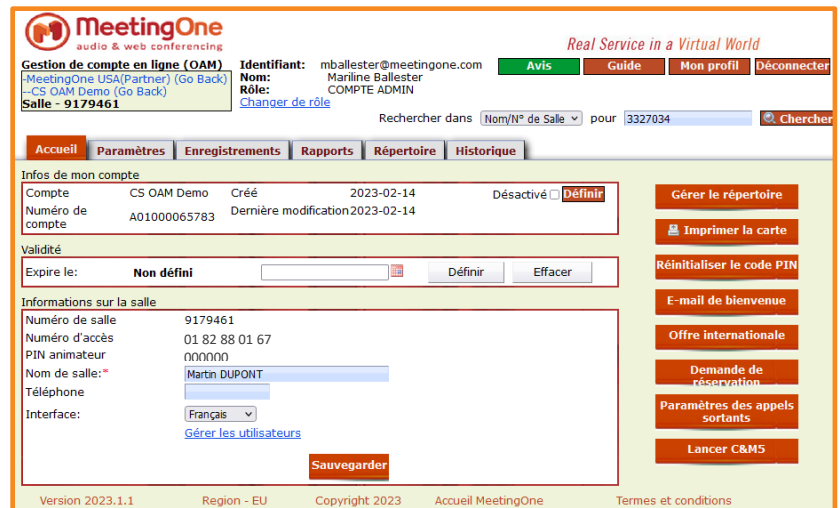 MeetingOne
audio & web conferencing
Real Service in a Virtual World
Gestion de compte en ligne (OAM)
-MeetingOne USA(Partner) (Go Back)
--CS OAM Demo (Go Back)
Salle - 9179461
Identifiant: mballester@meetingone.com
Nom: Mariline Ballester
Rôle: COMPTE ADMIN
Changer de rôle
Avis Guide Mon profil Déconnecter
Rechercher dans Nom/N° de Salle pour 3327034 Chercher
Accueil Paramètres Enregistrements Rapports Répertoire Historique
Infos de mon compte
Compte CS OAM Demo Créé 2023-02-14 Désactivé Définir
Numéro de compte A01000065783 Dernière modification 2023-02-14
Validité
Expire le: Non défini Définir Effacer
Informations sur la salle
Numéro de salle 9179461
Numéro d'accès 01 82 88 01 67
PIN animateur 000000
Nom de salle:* Martin DUPONT
Téléphone
Interface: Français
Gérer les utilisateurs
Sauvegarder
Gérer le répertoire
Imprimer la carte
Réinitialiser le code PIN
E-mail de bienvenue
Offre internationale
Demande de
réservation
Paramètres des appels
sortants
Lancer C&M5
Version 2023.1.1 Region - EU Copyright 2023 Accueil MeetingOne Termes et conditions